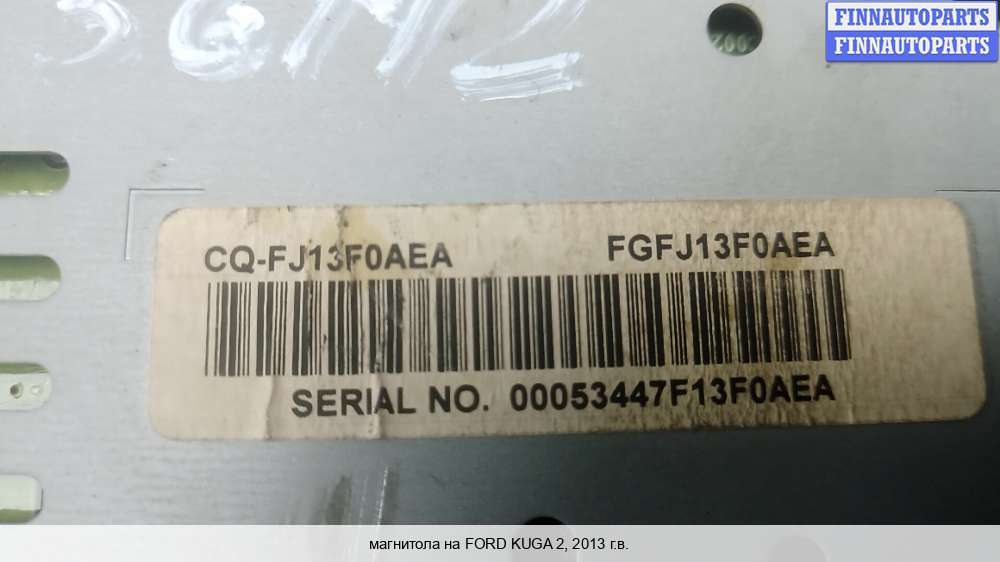 FINNAUTOPARTS
FINNAUTOPARTS
CQ-FJ13F0AEA FGFJ13F0AEA
SERIAL NO. 00053447F13F0AEA
магнитола на FORD KUGA 2, 2013 г.в.